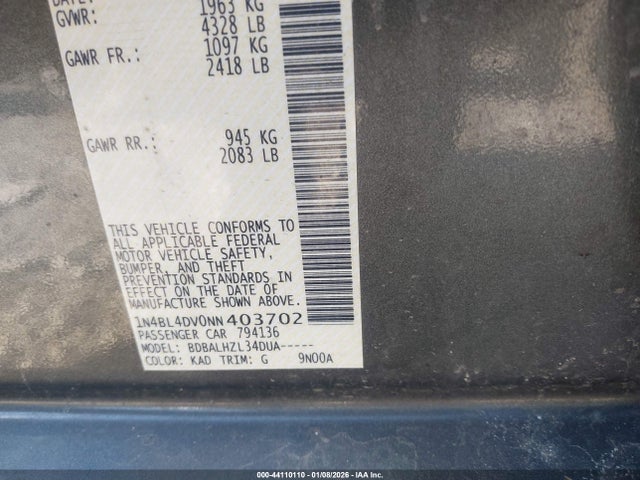 DATE: 1963 KG
GVWR: 4328 LB
1097 KG
GAWR FR.: 2418 LB
GAWR RR.: 945 KG
2083 LB
THIS VEHICLE CONFORMS TO
ALL APPLICABLE FEDERAL
MOTOR VEHICLE SAFETY,
BUMPER, AND THEFT
PREVENTION STANDARDS IN
EFFECT ON THE DATE OF
MANUFACTURE SHOWN ABOVE.
1N4BL4DV0NN403702
PASSENGER CAR 794136
MODEL: BDBALHZL34DUA-----
COLOR: KAD TRIM: G 9N00A
000-44110110 | 01/08/2026 | IAA Inc.